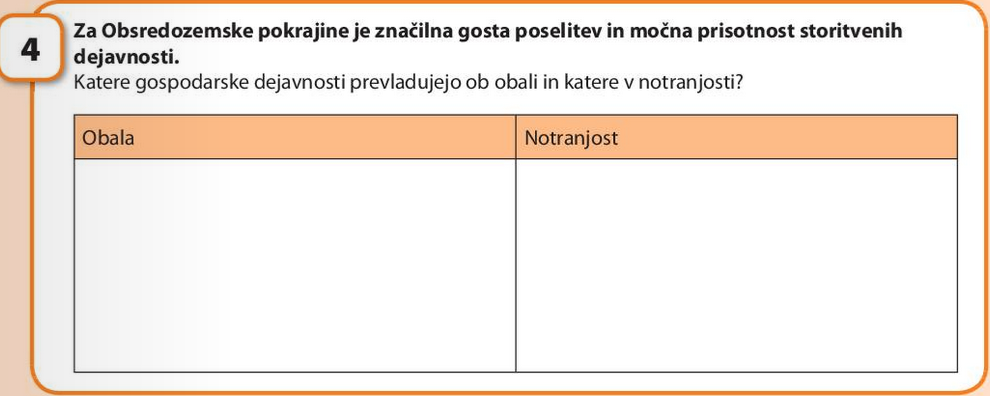 4
Za Obsredozemske pokrajine je značilna gosta poselitev in močna prisotnost storitvenih
dejavnosti.
Katere gospodarske dejavnosti prevladujejo ob obali in katere v notranjosti?
Obala
Notranjost